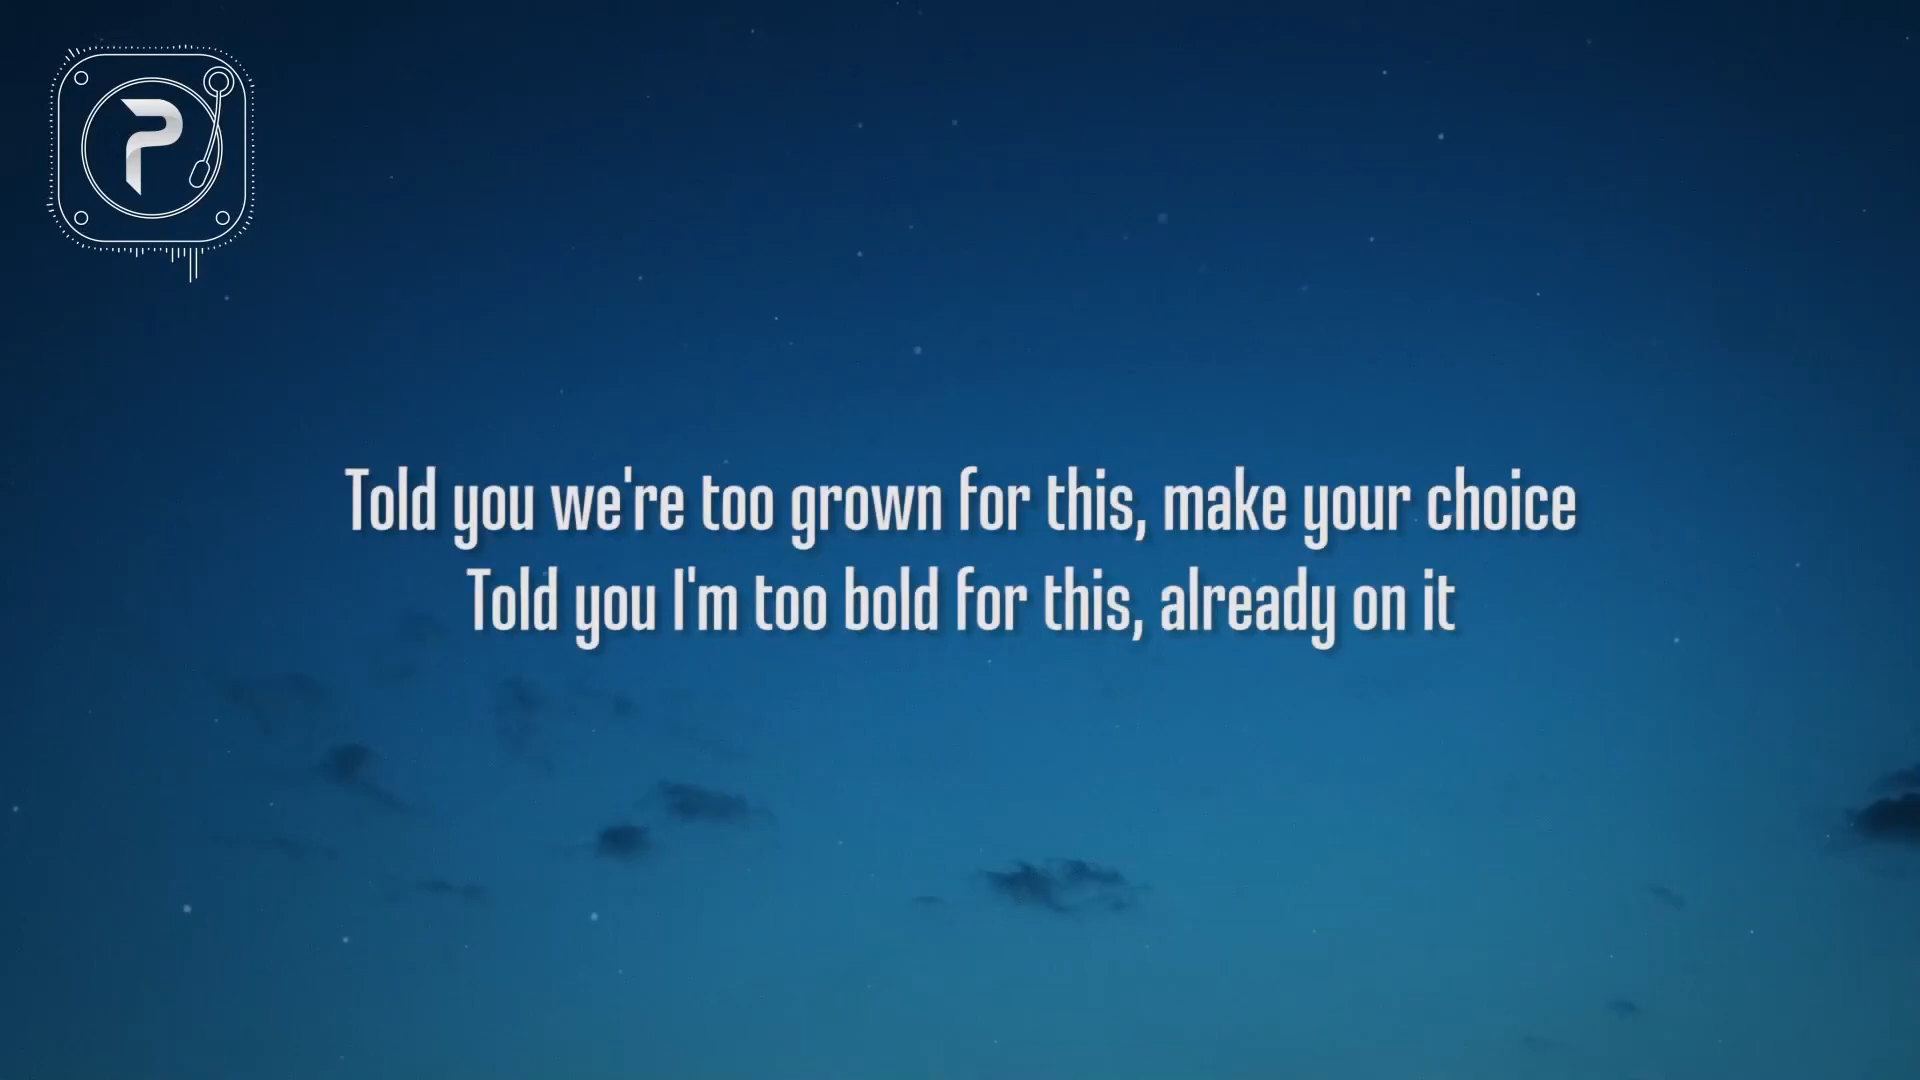 P
Told you we're too grown for this, make your choice
Told you I'm too bold for this, already on it